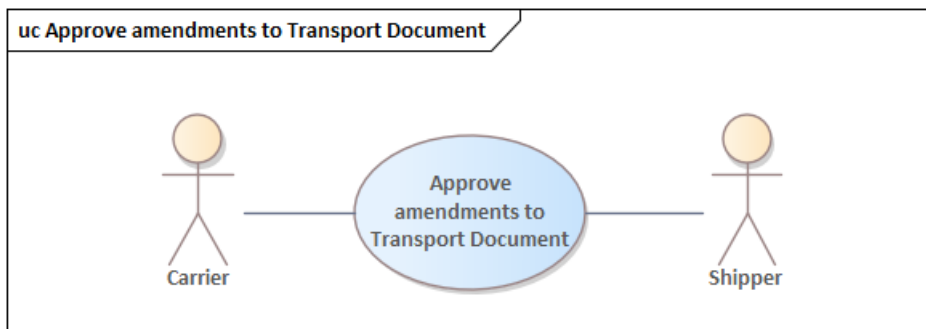 uc Approve amendments to Transport Document
Approve
amendments to
Transport Document
Carrier
Shipper